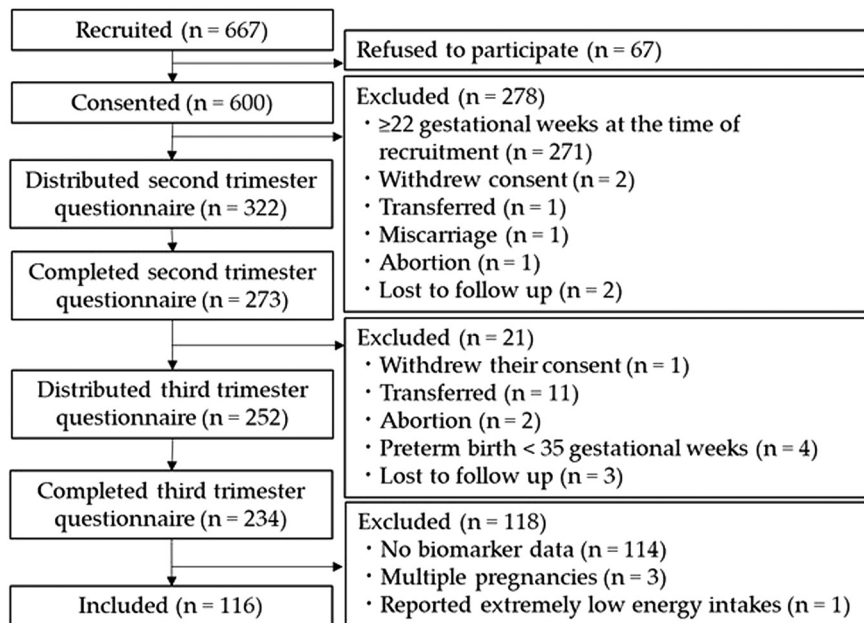 Recruited (n = 667)
Refused to participate (n = 67)
Consented (n = 600)
Excluded (n = 278)
· ≥22 gestational weeks at the time of
recruitment (n = 271)
· Withdrew consent (n = 2)
· Transferred (n = 1)
· Miscarriage (n = 1)
· Abortion (n = 1)
· Lost to follow up (n = 2)
Distributed second trimester
questionnaire (n = 322)
Completed second trimester
questionnaire (n = 273)
Excluded (n = 21)
· Withdrew their consent (n = 1)
· Transferred (n = 11)
· Abortion (n = 2)
· Preterm birth < 35 gestational weeks (n = 4)
· Lost to follow up (n = 3)
Distributed third trimester
questionnaire (n = 252)
Completed third trimester
questionnaire (n = 234)
Excluded (n = 118)
· No biomarker data (n = 114)
· Multiple pregnancies (n = 3)
· Reported extremely low energy intakes (n = 1)
Included (n = 116)